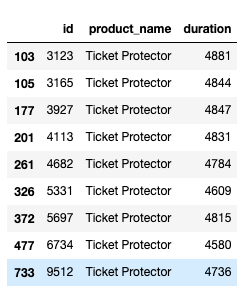 id product_name duration
103 3123 Ticket Protector 4881
105 3165 Ticket Protector 4844
177 3927 Ticket Protector 4847
201 4113 Ticket Protector 4831
261 4682 Ticket Protector 4784
326 5331 Ticket Protector 4609
372 5697 Ticket Protector 4815
477 6734 Ticket Protector 4580
733 9512 Ticket Protector 4736